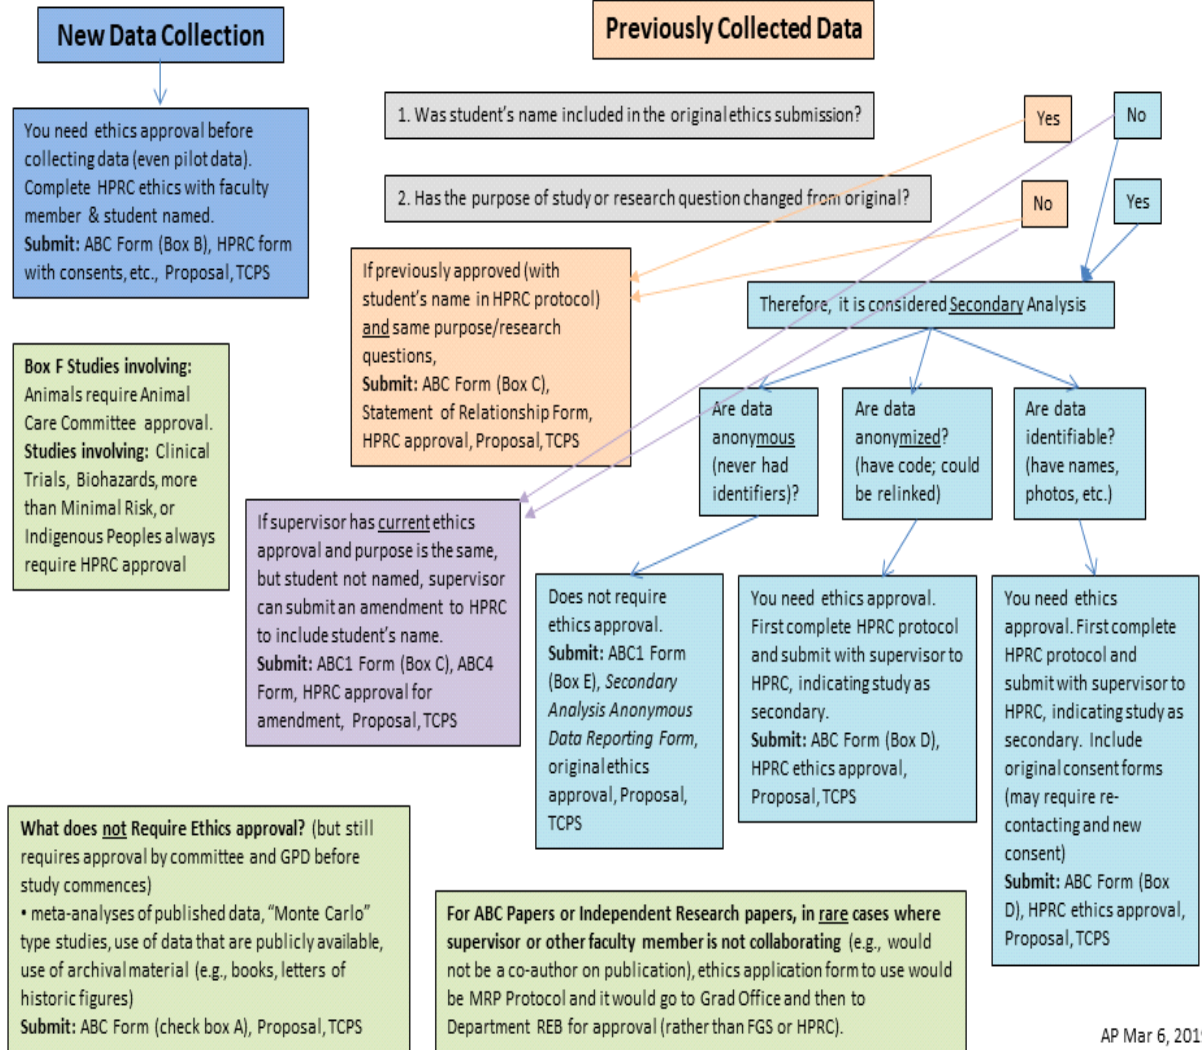 New Data Collection
You need ethics approval before
collecting data (even pilot data).
Complete HPRC ethics with faculty
member & student named.
Submit: ABC Form (Box B), HPRC form
with consents, etc., Proposal, TCPS
Box F Studies involving:
Animals require Animal
Care Committee approval.
Studies involving: Clinical
Trials, Biohazards, more
than Minimal Risk, or
Indigenous Peoples always
require HPRC approval
Previously Collected Data
1. Was student's name included in the original ethics submission?
Yes
No
2. Has the purpose of study or research question changed from original?
No
Yes
If previously approved (with
student's name in HPRC protocol)
and same purpose/research
questions,
Submit: ABC Form (Box C),
Statement of Relationship Form,
HPRC approval, Proposal, TCPS
Therefore, it is considered Secondary Analysis
If supervisor has current ethics
approval and purpose is the same,
but student not named, supervisor
can submit an amendment to HPRC
to include student's name.
Submit: ABC1 Form (Box C), ABC4
Form, HPRC approval for
amendment, Proposal, TCPS
Are data
anonymous
(never had
identifiers)?
Are data
anonymized?
(have code; could
be relinked)
Are data
identifiable?
(have names,
photos, etc.)
Does not require
ethics approval.
Submit: ABC1 Form
(Box E), Secondary
Analysis Anonymous
Data Reporting Form,
original ethics
approval, Proposal,
TCPS
You need ethics approval.
First complete HPRC protocol
and submit with supervisor to
HPRC, indicating study as
secondary.
Submit: ABC Form (Box D),
HPRC ethics approval,
Proposal, TCPS
You need ethics
approval. First complete
HPRC protocol and
submit with supervisor to
HPRC, indicating study as
secondary. Include
original consent forms
(may require re-
contacting and new
consent)
Submit: ABC Form (Box
D), HPRC ethics approval,
Proposal, TCPS
What does not Require Ethics approval? (but still
requires approval by committee and GPD before
study commences)
• meta-analyses of published data, "Monte Carlo"
type studies, use of data that are publicly available,
use of archival material (e.g., books, letters of
historic figures)
Submit: ABC Form (check box A), Proposal, TCPS
For ABC Papers or Independent Research papers, in rare cases where
supervisor or other faculty member is not collaborating (e.g., would
not be a co-author on publication), ethics application form to use would
be MRP Protocol and it would go to Grad Office and then to
Department REB for approval (rather than FGS or HPRC).
AP Mar 6,